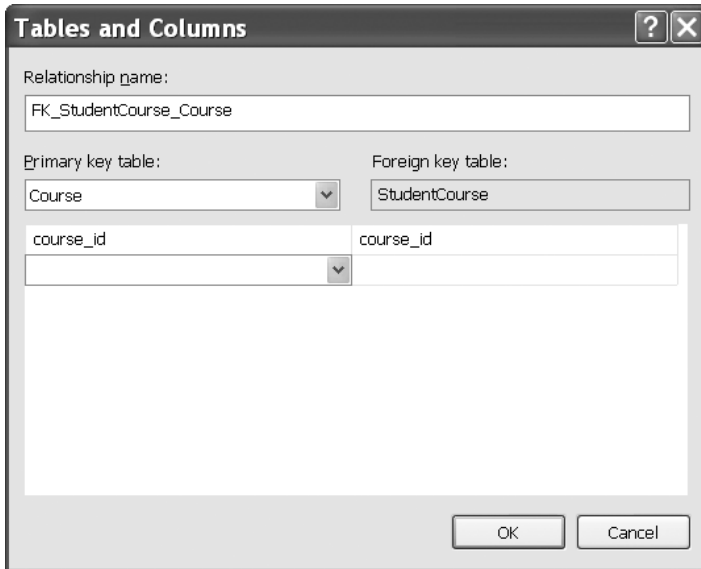 Tables and Columns
Relationship name:
FK_StudentCourse_Course
Primary key table: Foreign key table:
Course StudentCourse
course_id course_id
OK Cancel